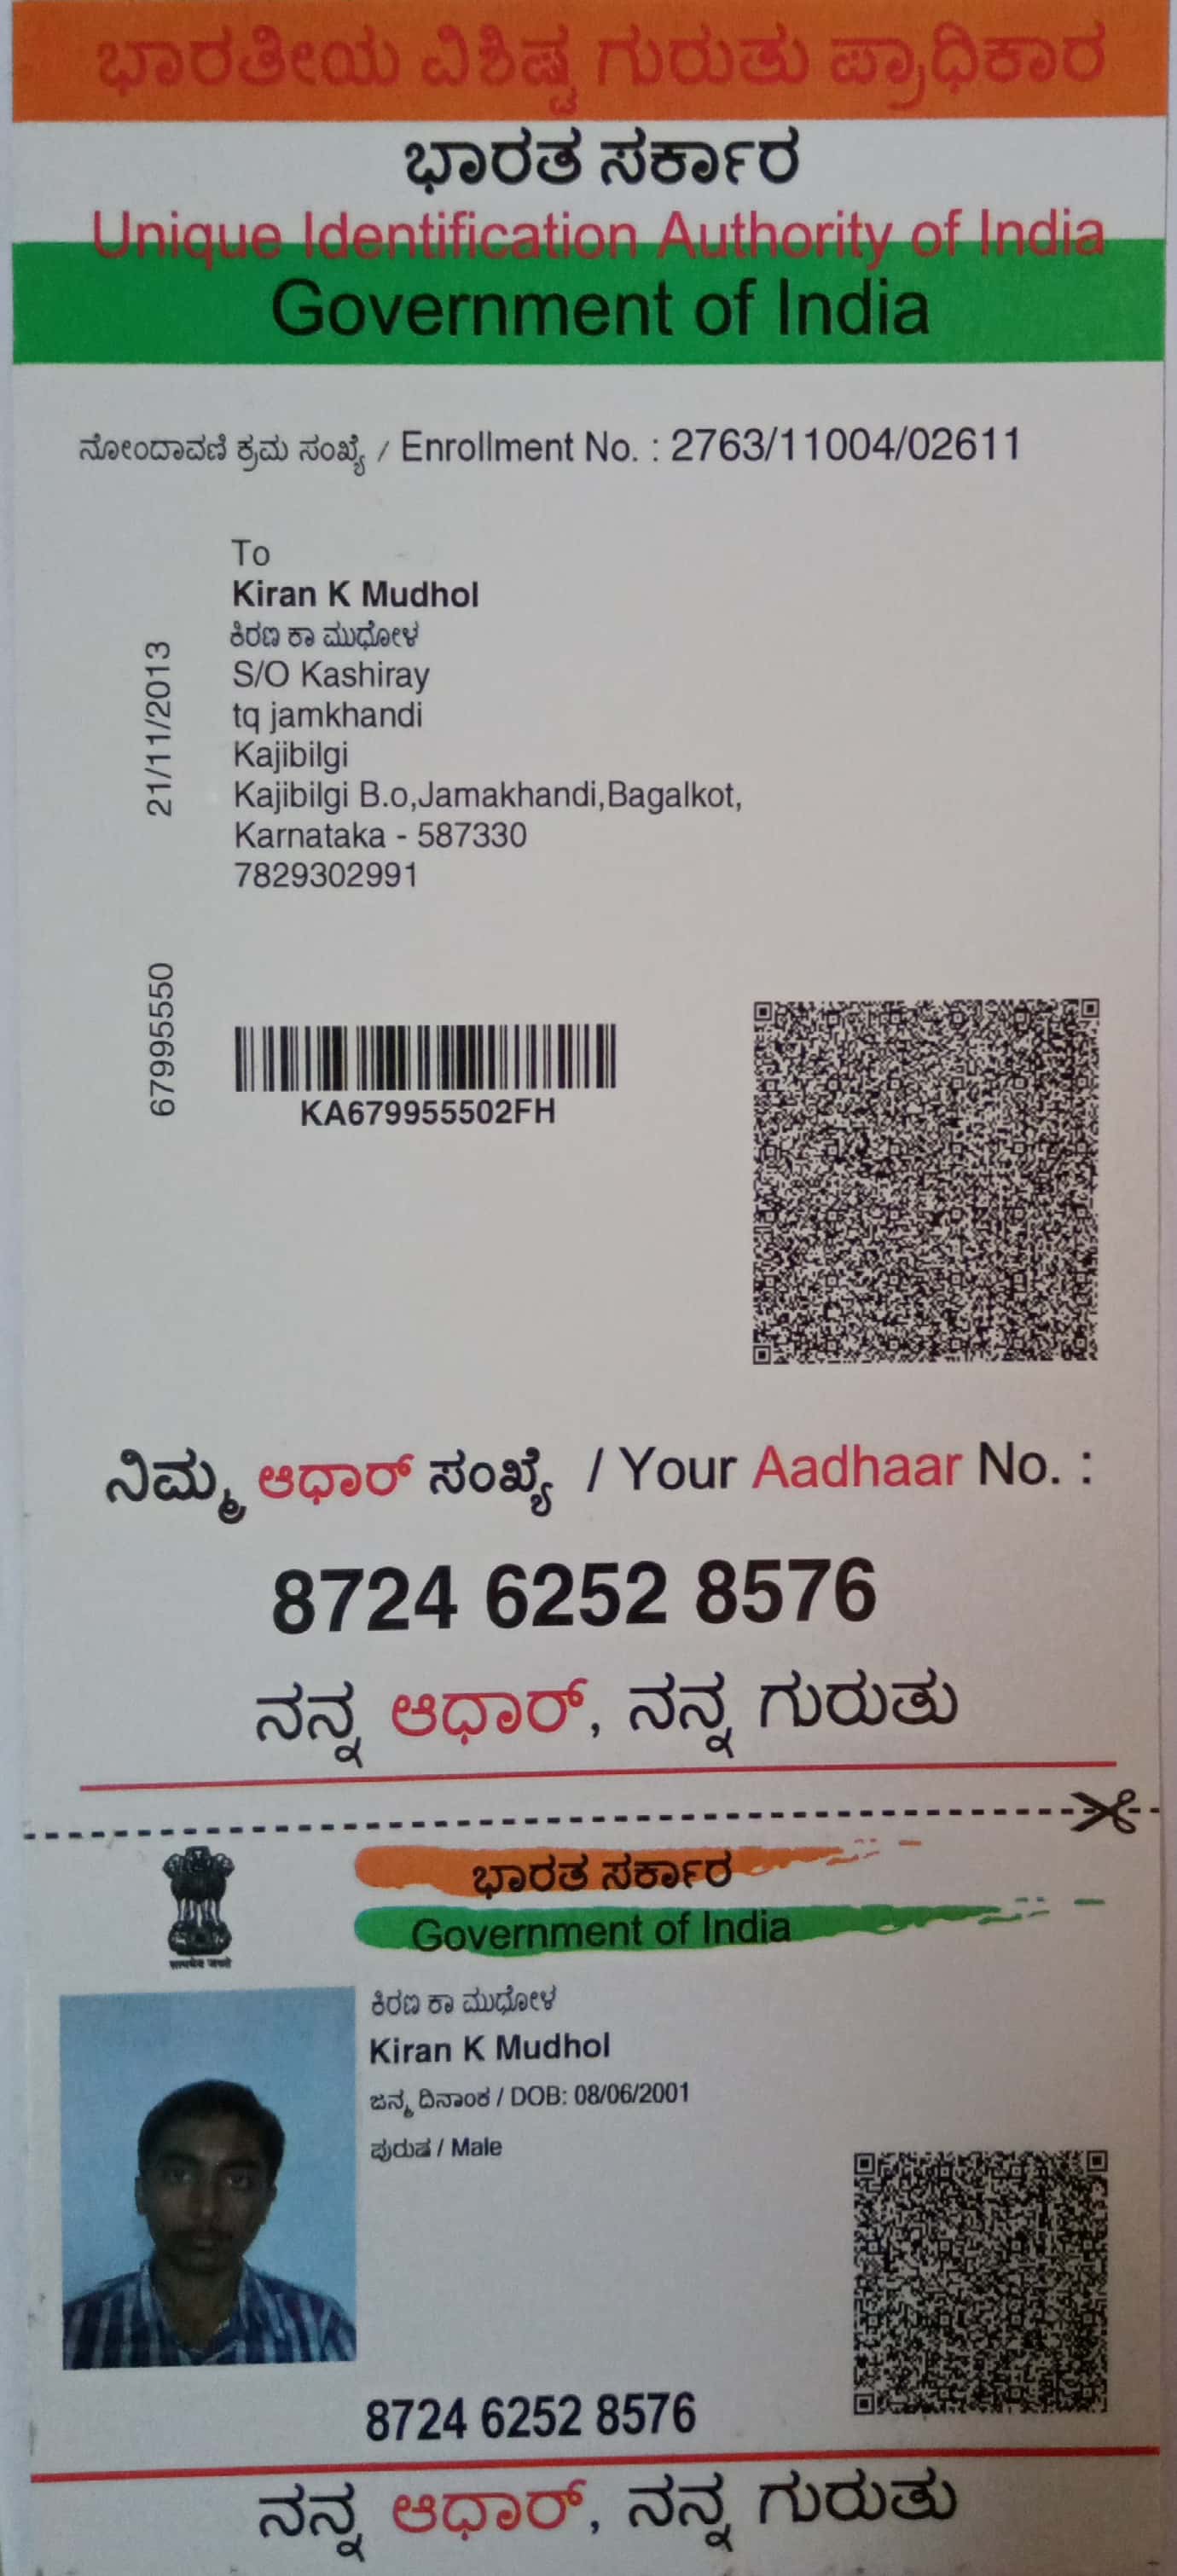 ಭಾರತೀಯ ವಿಶಿಷ್ಟ ಗುರುತು ಪ್ರಾಧಿಕಾರ
ಭಾರತ ಸರ್ಕಾರ
Unique Identification Authority of India
Government of India
ನೋಂದಾವಣಿ ಕ್ರಮ ಸಂಖ್ಯೆ / Enrollment No. : 2763/11004/02611
21/11/2013
To
Kiran K Mudhol
ಕಿರಣ ಕಾ ಮುಧೋಳ
S/O Kashiray
tq jamkhandi
Kajibilgi
Kajibilgi B.o,Jamakhandi,Bagalkot,
Karnataka - 587330
7829302991
67995550
KA679955502FH
ನಿಮ್ಮ ಆಧಾರ್ ಸಂಖ್ಯೆ / Your Aadhaar No. :
8724 6252 8576
ನನ್ನ ಆಧಾರ್, ನನ್ನ ಗುರುತು
ಭಾರತ ಸರ್ಕಾರ
Government of India
सत्यमेव जयते
ಕಿರಣ ಕಾ ಮುಧೋಳ
Kiran K Mudhol
ಜನ್ಮ ದಿನಾಂಕ / DOB: 08/06/2001
ಪುರುಷ / Male
8724 6252 8576
ನನ್ನ ಆಧಾರ್, ನನ್ನ ಗುರುತು